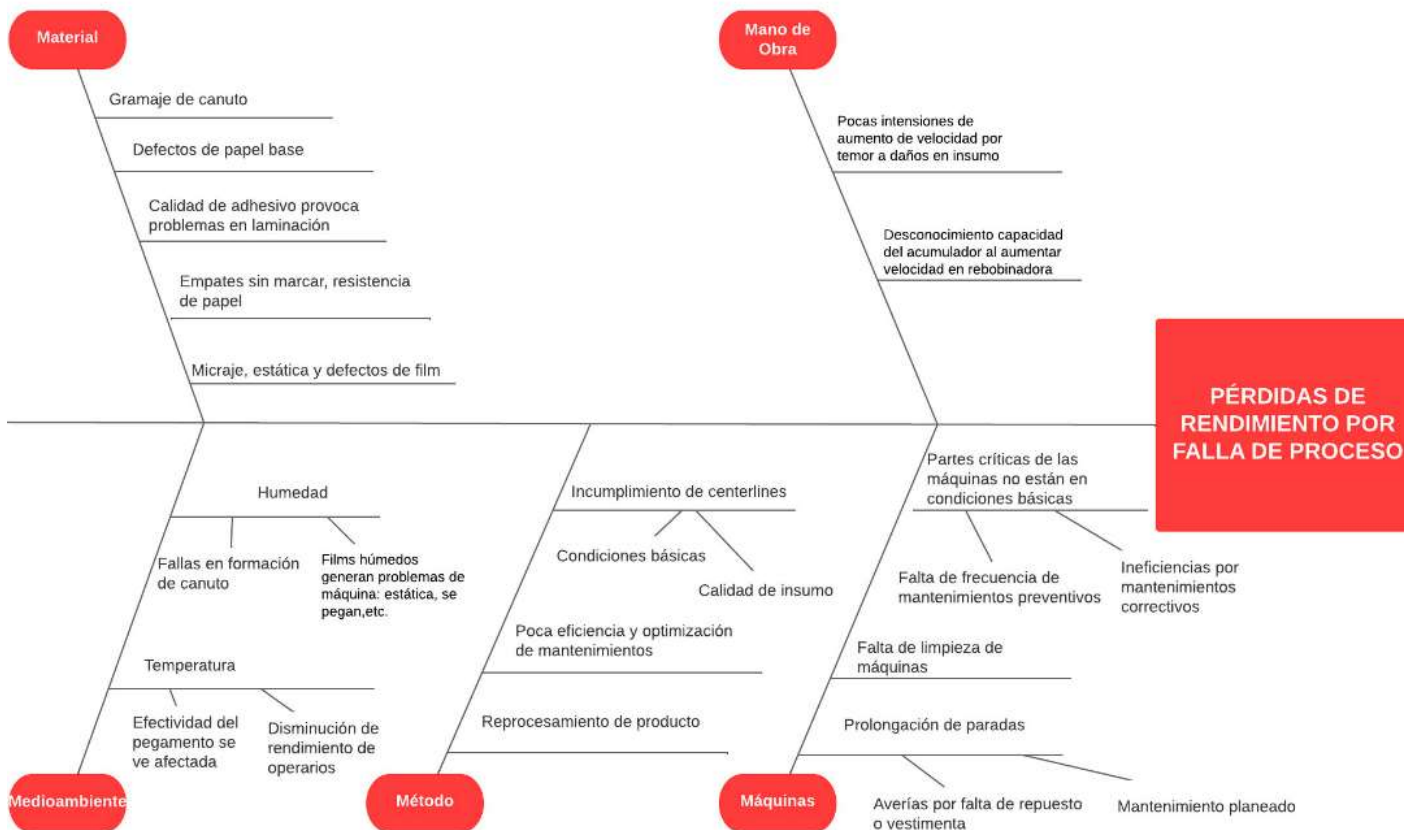 Material
Gramaje de canuto
Defectos de papel base
Calidad de adhesivo provoca
problemas en laminación
Empates sin marcar, resistencia
de papel
Micraje, estática y defectos de film
Mano de
Obra
Pocas intensiones de
aumento de velocidad por
temor a daños en insumo
Desconocimiento capacidad
del acumulador al aumentar
velocidad en rebobinadora
PÉRDIDAS DE
RENDIMIENTO POR
FALLA DE PROCESO
Humedad
Fallas en formación
de canuto
Films húmedos
generan problemas de
máquina: estática, se
pegan,etc.
Temperatura
Efectividad del
pegamento se
ve afectada
Disminución de
rendimiento de
operarios
Medioambiente
Incumplimiento de centerlines
Condiciones básicas
Calidad de insumo
Poca eficiencia y optimización
de mantenimientos
Reprocesamiento de producto
Método
Partes críticas de las
máquinas no están en
condiciones básicas
Falta de frecuencia de
mantenimientos preventivos
Ineficiencias por
mantenimientos
correctivos
Falta de limpieza de
máquinas
Prolongación de paradas
Averías por falta de repuesto
o vestimenta
Mantenimiento planeado
Máquinas